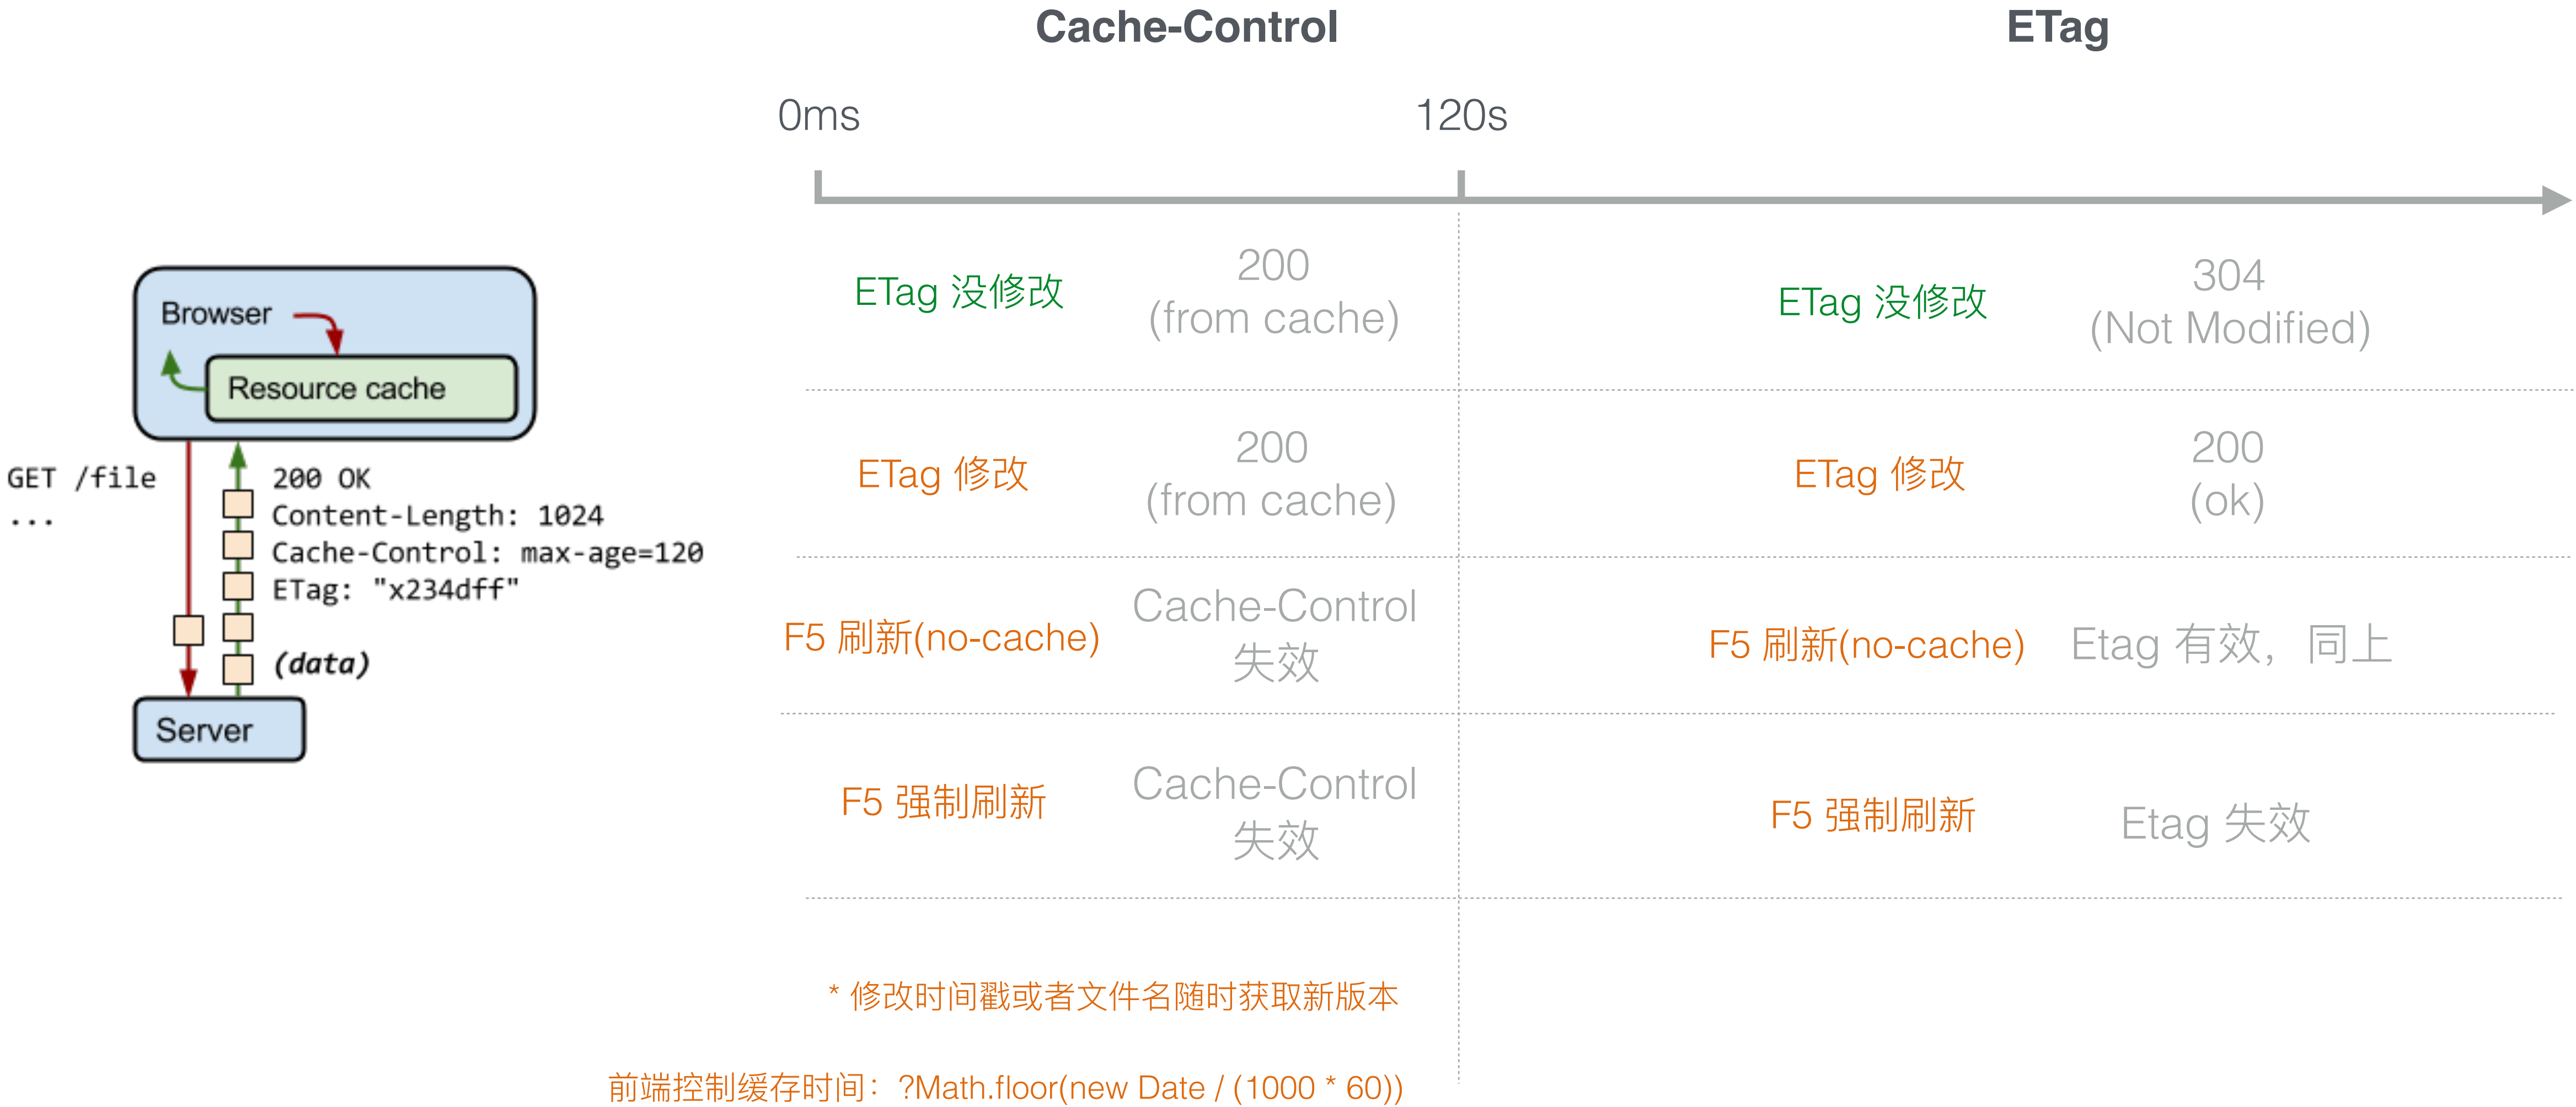 Cache-Control
ETag
0ms
120s
Browser
Resource cache
GET /file
...
200 OK
Content-Length: 1024
Cache-Control: max-age=120
ETag: "x234dff"
(data)
Server
ETag 没修改
200
(from cache)
ETag 没修改
304
(Not Modified)
ETag 修改
200
(from cache)
ETag 修改
200
(ok)
F5 刷新(no-cache)
Cache-Control
失效
F5 刷新(no-cache)
Etag 有效，同上
F5 强制刷新
Cache-Control
失效
F5 强制刷新
Etag 失效
* 修改时间戳或者文件名随时获取新版本
前端控制缓存时间：?Math.floor(new Date / (1000 * 60))